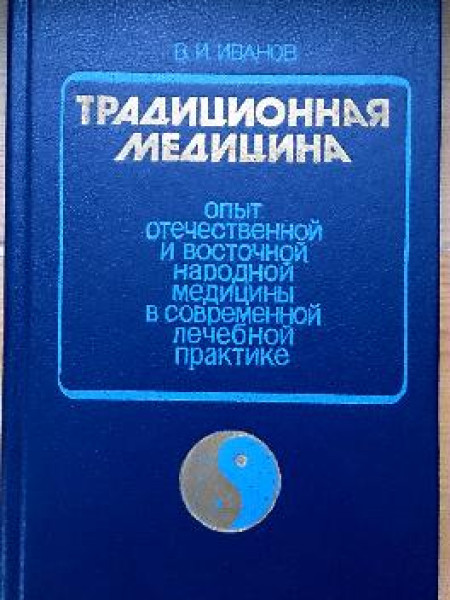 В. И. ИВАНОВ
ТРАДИЦИОННАЯ
МЕДИЦИНА
опыт
отечественной
и восточной
народной
медицины
в современной
лечебной
практике